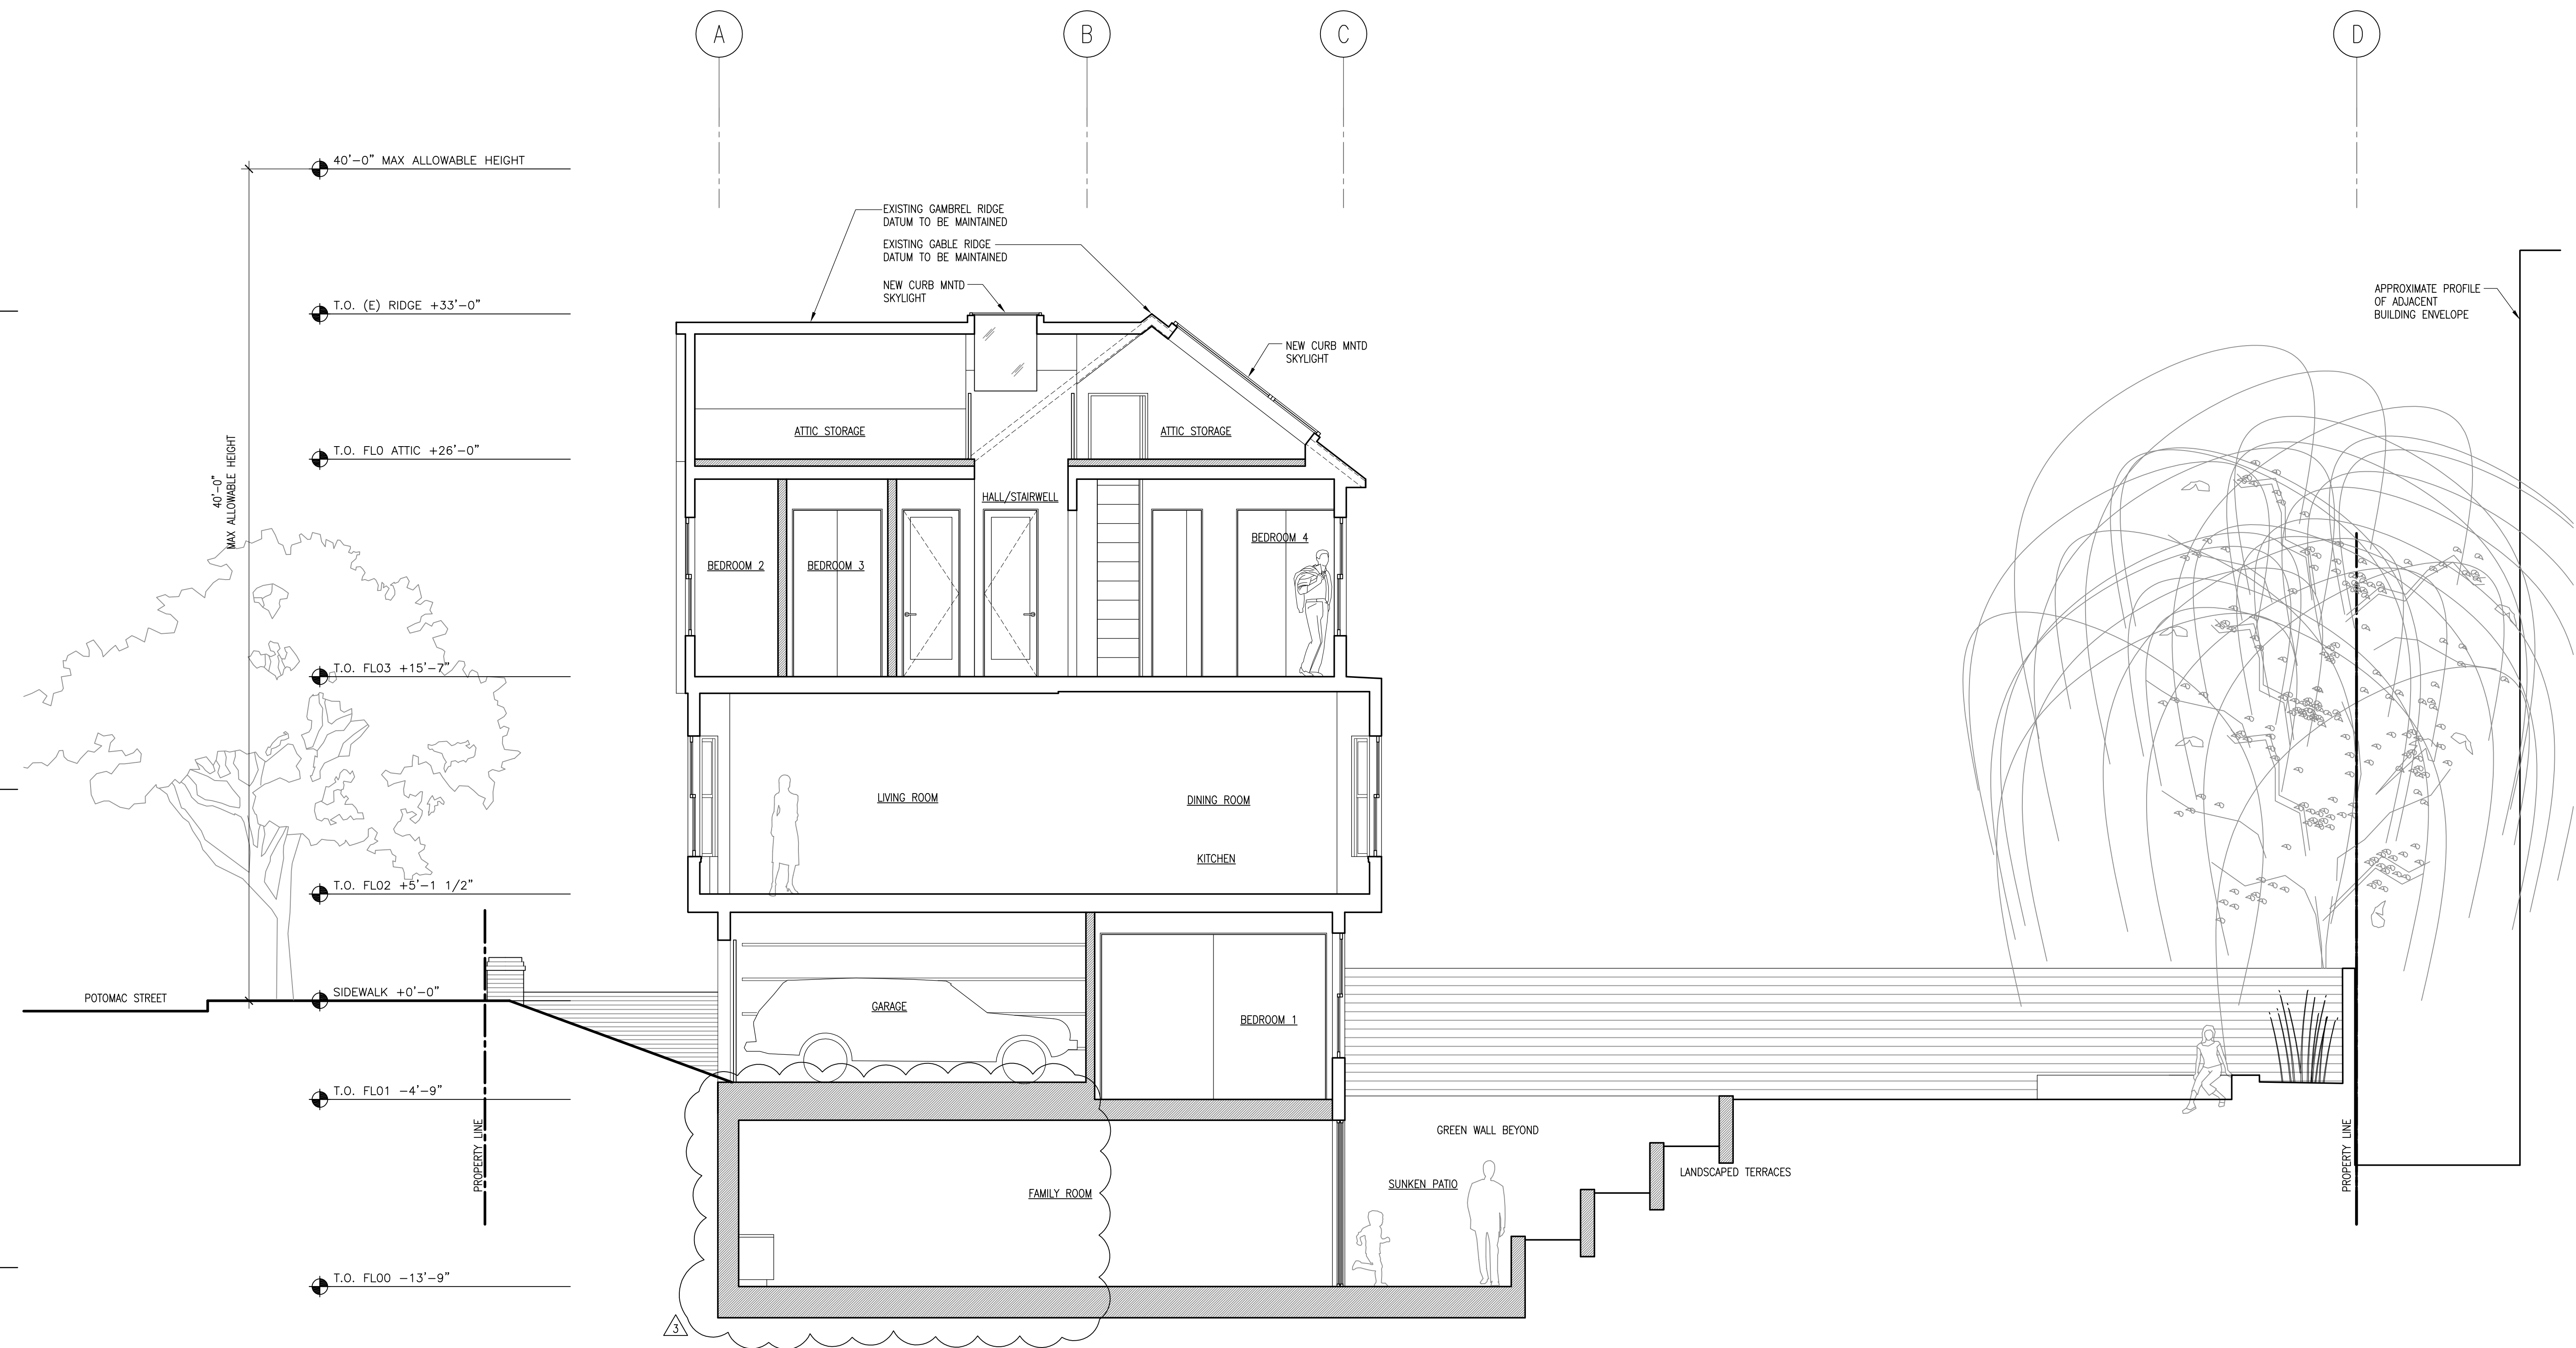 A
B
C
D
40'-0" MAX ALLOWABLE HEIGHT
EXISTING GAMBREL RIDGE
DATUM TO BE MAINTAINED
EXISTING GABLE RIDGE
DATUM TO BE MAINTAINED
NEW CURB MNTD
SKYLIGHT
APPROXIMATE PROFILE
OF ADJACENT
BUILDING ENVELOPE
T.O. (E) RIDGE +33'-0"
NEW CURB MNTD
SKYLIGHT
40'-0"
MAX ALLOWABLE HEIGHT
ATTIC STORAGE
ATTIC STORAGE
T.O. FLO ATTIC +26'-0"
HALL/STAIRWELL
BEDROOM 4
BEDROOM 2
BEDROOM 3
T.O. FL03 +15'-7"
LIVING ROOM
DINING ROOM
KITCHEN
T.O. FL02 +5'-1 1/2"
POTOMAC STREET
SIDEWALK +0'-0"
GARAGE
BEDROOM 1
T.O. FL01 -4'-9"
PROPERTY LINE
GREEN WALL BEYOND
PROPERTY LINE
LANDSCAPED TERRACES
SUNKEN PATIO
FAMILY ROOM
T.O. FL00 -13'-9"
3